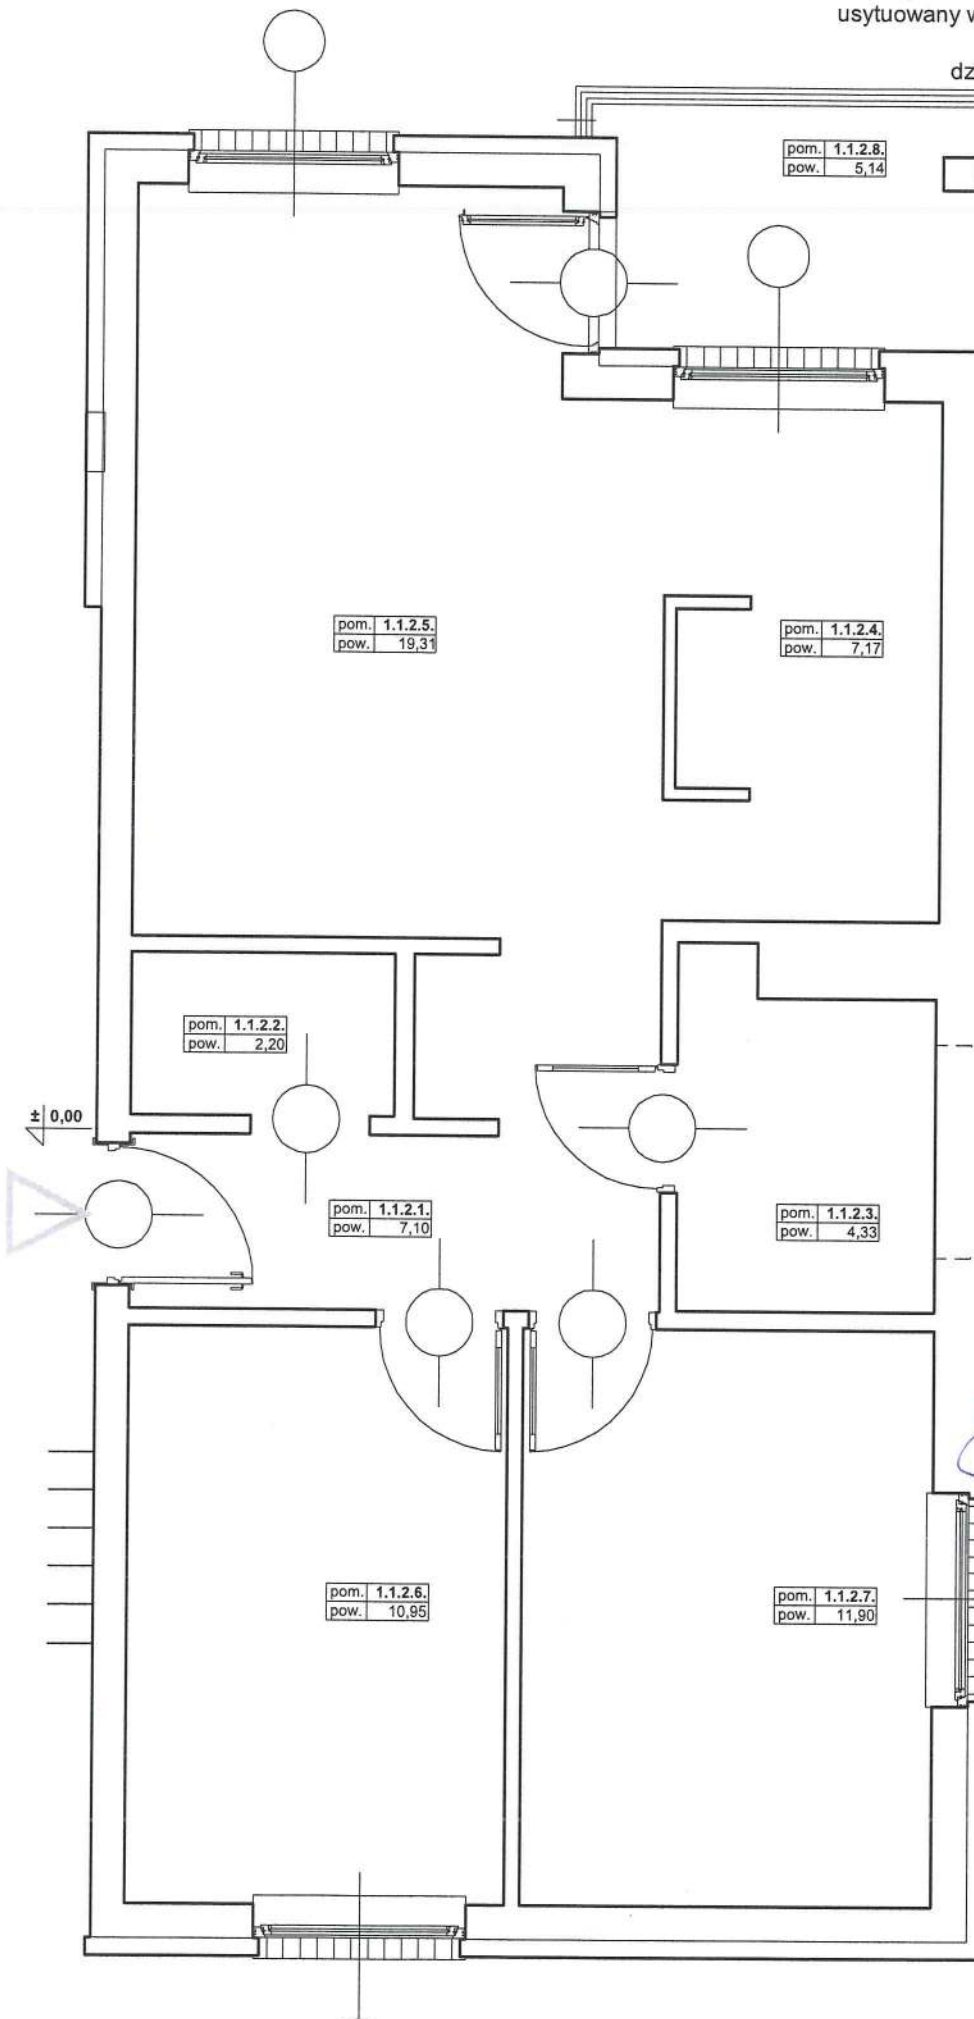 usytuowany w
dz
pom. 1.1.2.8.
pow. 5,14
pom. 1.1.2.5.
pow. 19,31
pom. 1.1.2.4.
pow. 7,17
pom. 1.1.2.2.
pow. 2,20
± 0,00
pom. 1.1.2.1.
pow. 7,10
pom. 1.1.2.3.
pow. 4,33
pom. 1.1.2.6.
pow. 10,95
pom. 1.1.2.7.
pow. 11,90